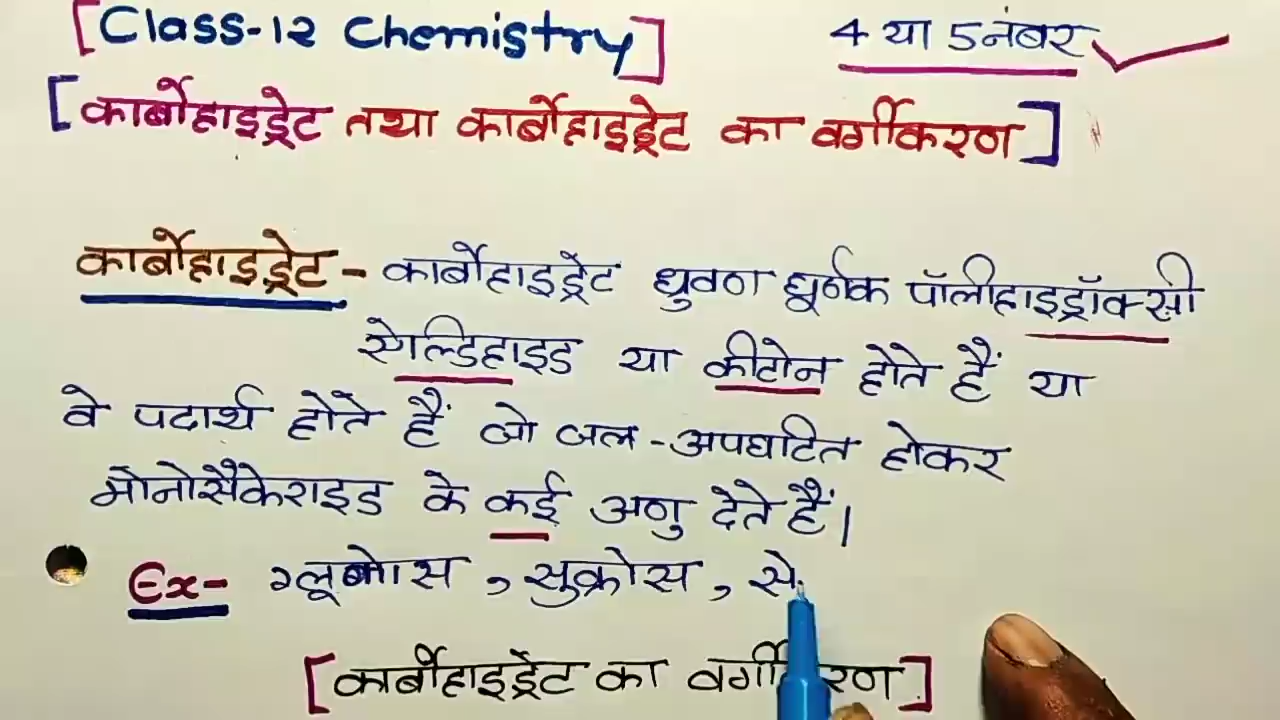 [Class-12 Chemistry] 4 या 5 नंबर
[कार्बोहाइड्रेट तथा कार्बोहाइड्रेट का वर्गीकरण]
कार्बोहाइड्रेट - कार्बोहाइड्रेट ध्रुवण घूर्णक पॉलीहाइड्रॉक्सी
एेल्डिहाइड या कीटोन होते हैं या
वे पदार्थ होते हैं जो जल-अपघटित होकर
मोनोसैकेराइड के कई अणु देते हैं।
Ex- ग्लूकोस, सुक्रोस, से
[कार्बोहाइड्रेट का वर्गीकरण]